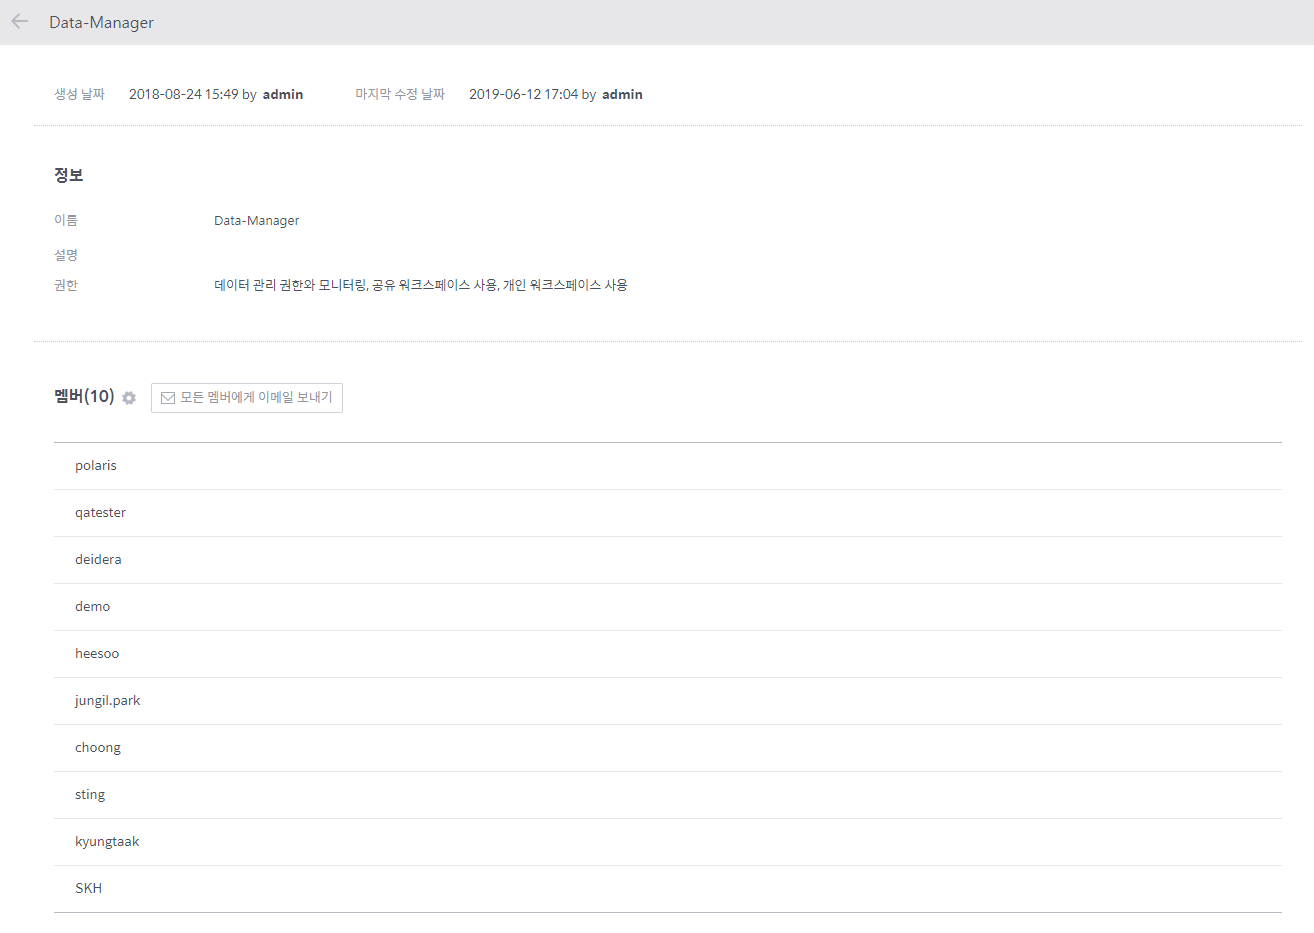 Data-Manager
생성 날짜 2018-08-24 15:49 by admin 마지막 수정 날짜 2019-06-12 17:04 by admin
정보
이름 Data-Manager
설명
권한 데이터 관리 권한와 모니터링, 공유 워크스페이스 사용, 개인 워크스페이스 사용
멤버(10) 모든 멤버에게 이메일 보내기
polaris
qatester
deidera
demo
heesoo
jungil.park
choong
sting
kyungtaak
SKH